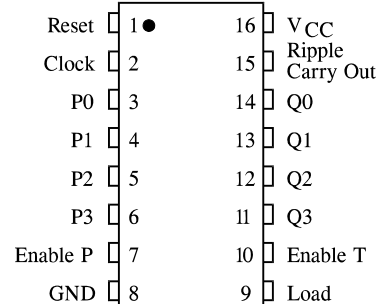 Reset 1 16 VCC
Clock 2 15 Ripple
Carry Out
P0 3 14 Q0
P1 4 13 Q1
P2 5 12 Q2
P3 6 11 Q3
Enable P 7 10 Enable T
GND 8 9 Load